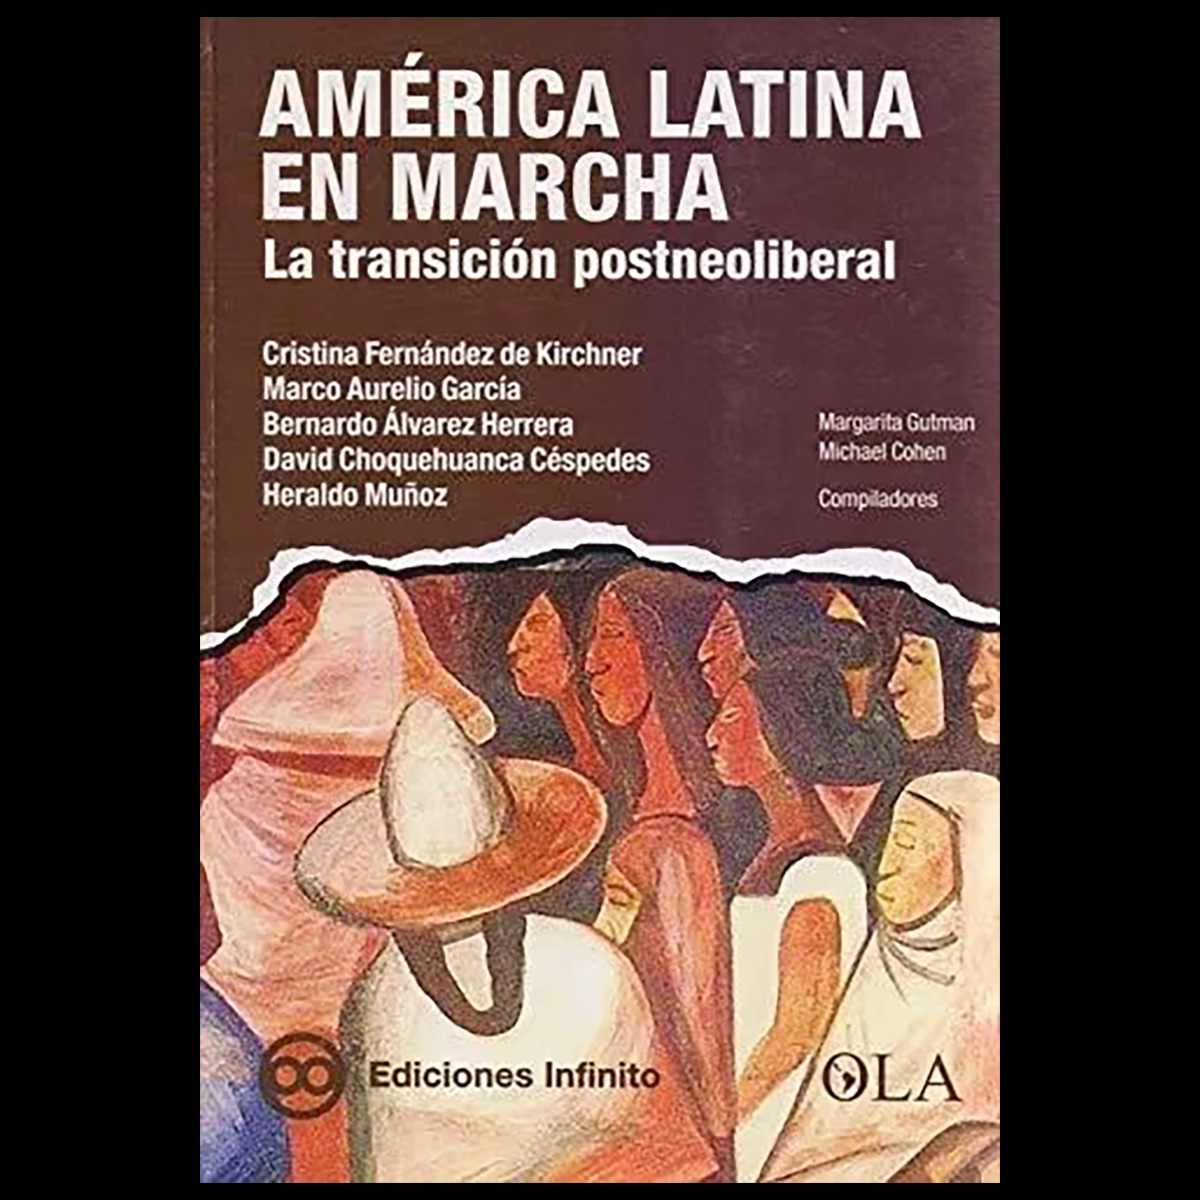 AMÉRICA LATINA
EN MARCHA
La transición postneoliberal
Cristina Fernández de Kirchner
Marco Aurelio García
Bernardo Álvarez Herrera
David Choquehuanca Céspedes
Heraldo Muñoz
Margarita Gutman
Michael Cohen
Compiladores
Ediciones Infinito
OLA